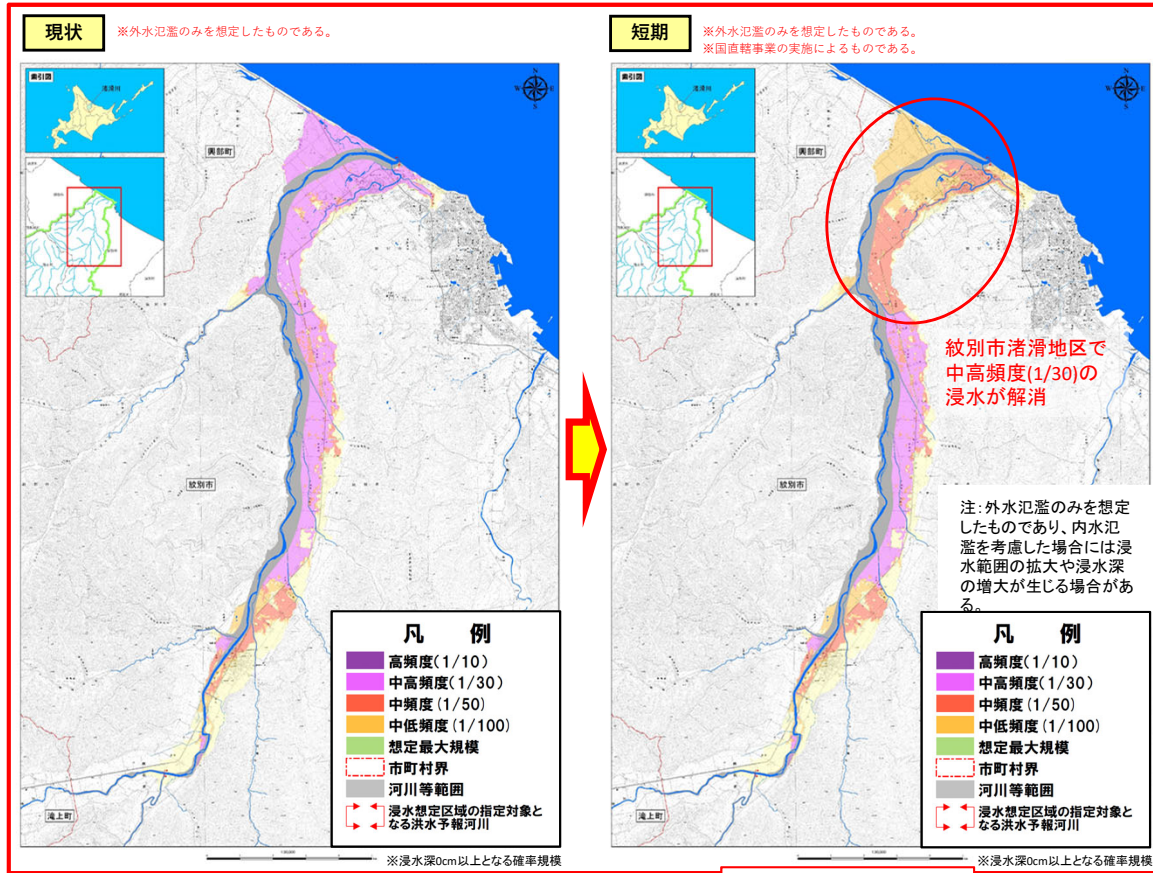 現状
※外水氾濫のみを想定したものである。
索引図
渚滑川
興部町
紋別市
滝上町
凡 例
高頻度(1/10)
中高頻度(1/30)
中頻度(1/50)
中低頻度(1/100)
想定最大規模
市町村界
河川等範囲
浸水想定区域の指定対象と
なる洪水予報河川
※浸水深0cm以上となる確率規模
短期
※外水氾濫のみを想定したものである。
※国直轄事業の実施によるものである。
索引図
渚滑川
興部町
紋別市渚滑地区で
中高頻度(1/30)の
浸水が解消
紋別市
注:外水氾濫のみを想定
したものであり、内水氾
濫を考慮した場合には浸
水範囲の拡大や浸水深
の増大が生じる場合があ
る。
滝上町
凡 例
高頻度(1/10)
中高頻度(1/30)
中頻度(1/50)
中低頻度(1/100)
想定最大規模
市町村界
河川等範囲
浸水想定区域の指定対象と
なる洪水予報河川
※浸水深0cm以上となる確率規模